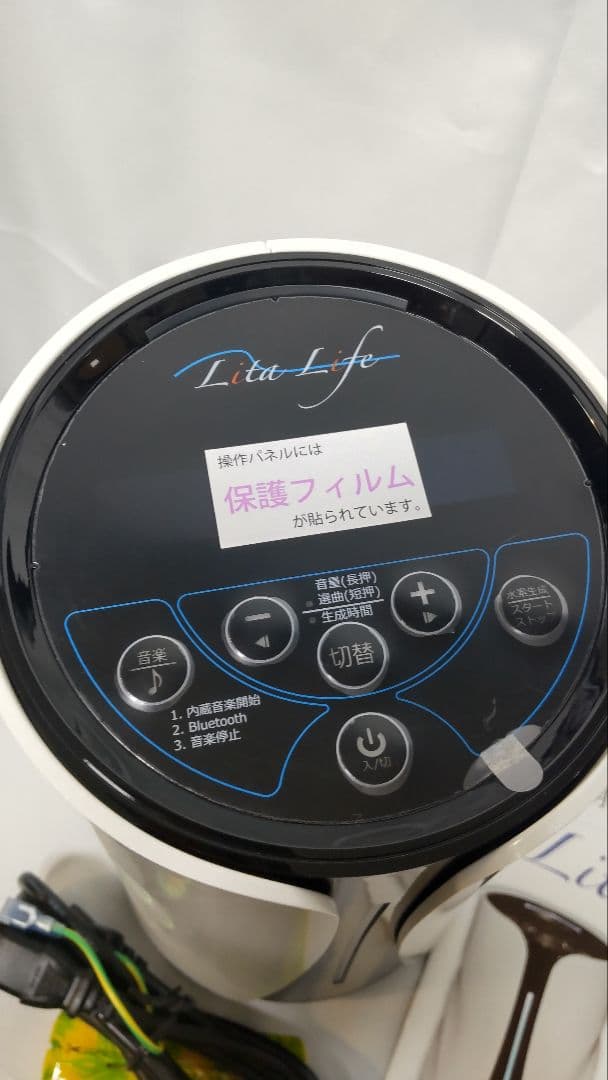 Lita Life
操作パネルには
保護フィルム
が貼られています。
音量(長押)
選曲(短押)
生成時間
切替
音楽
1. 内蔵音楽開始
2. Bluetooth
3. 音楽停止
水素生成
スタート
ストップ
入/切